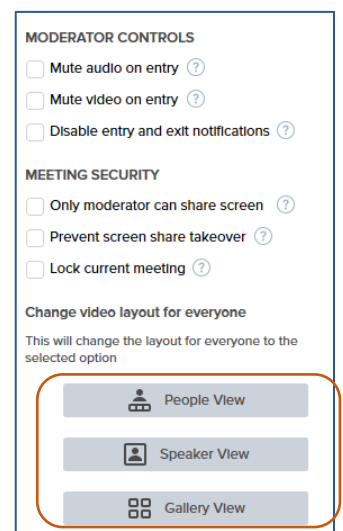 MODERATOR CONTROLS
Mute audio on entry ?
Mute video on entry ?
Disable entry and exit notifications ?
MEETING SECURITY
Only moderator can share screen ?
Prevent screen share takeover ?
Lock current meeting ?
Change video layout for everyone
This will change the layout for everyone to the
selected option
People View
Speaker View
Gallery View